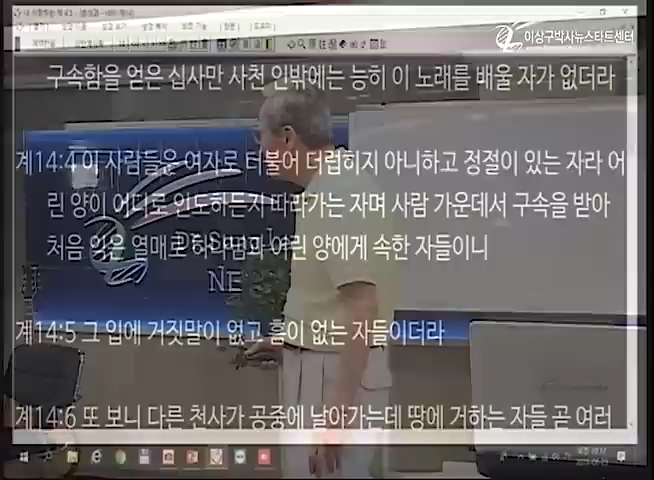 이상구박사뉴스타트센터
구속함을 얻은 십사만 사천 인밖에는 능히 이 노래를 배울 자가 없더라
계14:4 이 사람들은 여자로 더불어 더럽히지 아니하고 정절이 있는 자라 어
린 양이 어디로 인도하든지 따라가는 자며 사람 가운데서 구속을 받아
처음 익은 열매로 하나님과 어린 양에게 속한 자들이니
NE
계14:5 그 입에 거짓말이 없고 흠이 없는 자들이더라
계14:6 또 보니 다른 천사가 공중에 날아가는데 땅에 거하는 자들 곧 여러